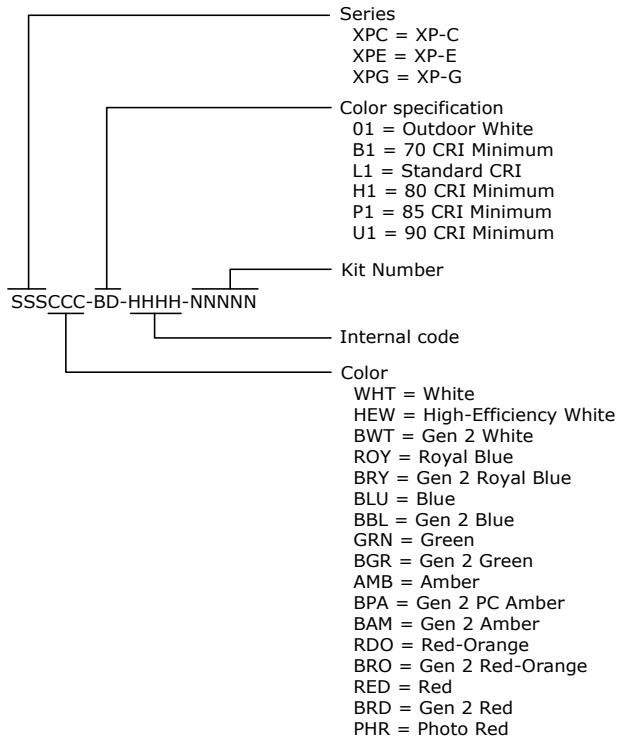 Series
XPC = XP-C
XPE = XP-E
XPG = XP-G
Color specification
01 = Outdoor White
B1 = 70 CRI Minimum
L1 = Standard CRI
H1 = 80 CRI Minimum
P1 = 85 CRI Minimum
U1 = 90 CRI Minimum
Kit Number
SSSCCC-BD-HHHH-NNNNN
Internal code
Color
WHT = White
HEW = High-Efficiency White
BWT = Gen 2 White
ROY = Royal Blue
BRY = Gen 2 Royal Blue
BLU = Blue
BBL = Gen 2 Blue
GRN = Green
BGR = Gen 2 Green
AMB = Amber
BPA = Gen 2 PC Amber
BAM = Gen 2 Amber
RDO = Red-Orange
BRO = Gen 2 Red-Orange
RED = Red
BRD = Gen 2 Red
PHR = Photo Red